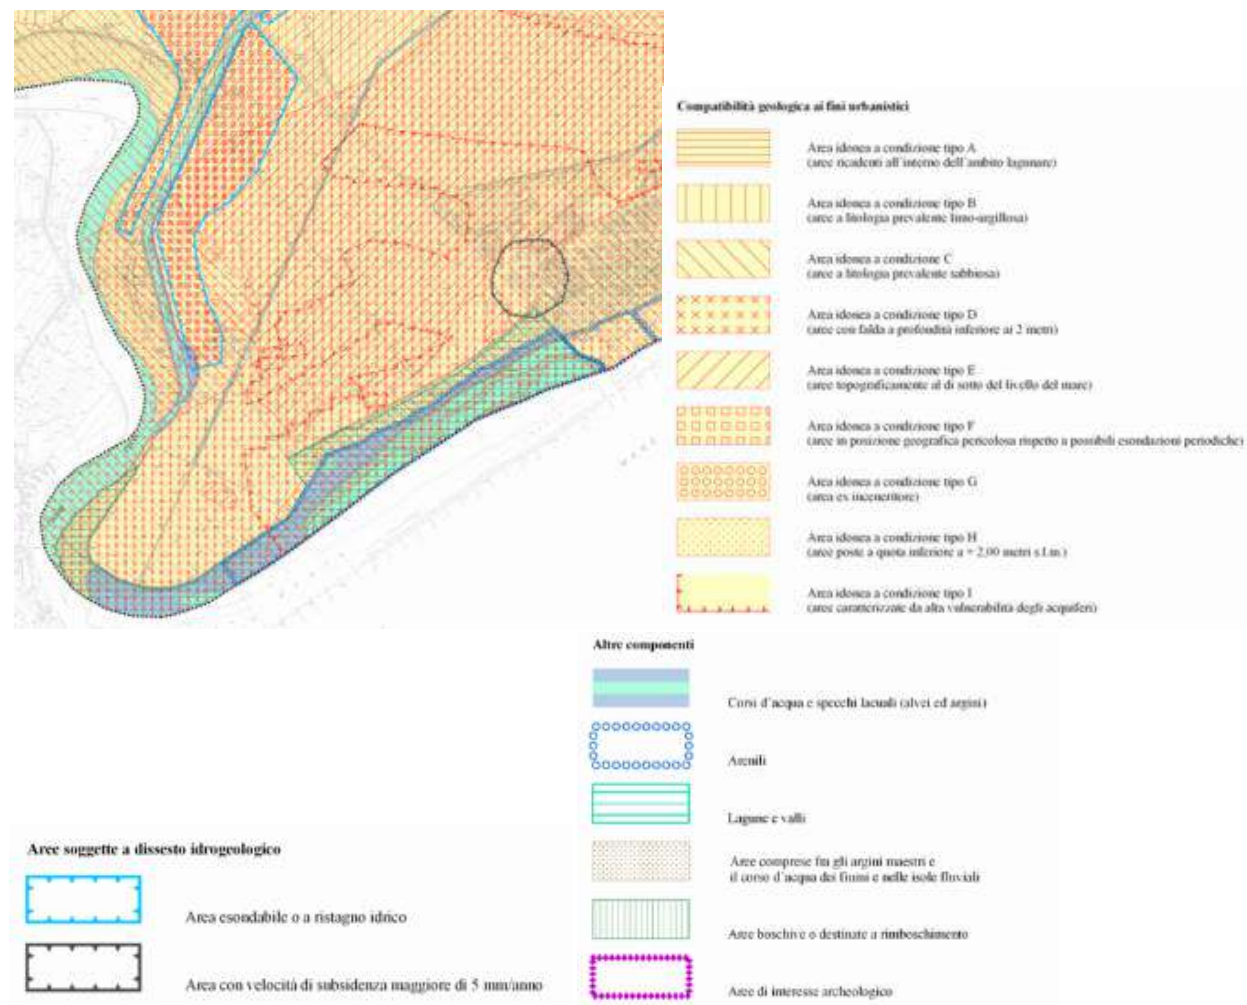 Compatibilità geologica ai fini urbanistici
Area idonea a condizione tipo A
(aree ricadenti all'interno dell'ambito lagunare)
Area idonea a condizione tipo B
(aree a litologia prevalente limo-argillosa)
Area idonea a condizione C
(aree a litologia prevalente sabbiosa)
Area idonea a condizione tipo D
(aree con falda a profondità inferiore ai 2 metri)
Area idonea a condizione tipo E
(aree topograficamente al di sotto del livello del mare)
Area idonea a condizione tipo F
(aree in posizione geografica pericolosa rispetto a possibili esondazioni periodiche)
Area idonea a condizione tipo G
(area ex inceneritore)
Area idonea a condizione tipo H
(aree poste a quota inferiore a + 2,00 metri s.l.m.)
Area idonea a condizione tipo I
(aree caratterizzate da alta vulnerabilità degli acquiferi)
Altre componenti
Corsi d'acqua e specchi lacuali (alvei ed argini)
Arenili
Lagune e valli
Aree comprese fra gli argini maestri e
il corso d'acqua dei fiumi e nelle isole fluviali
Aree boschive o destinate a rimboschimento
Aree di interesse archeologico
Aree soggette a dissesto idrogeologico
Area esondabile o a ristagno idrico
Area con velocità di subsidenza maggiore di 5 mm/anno